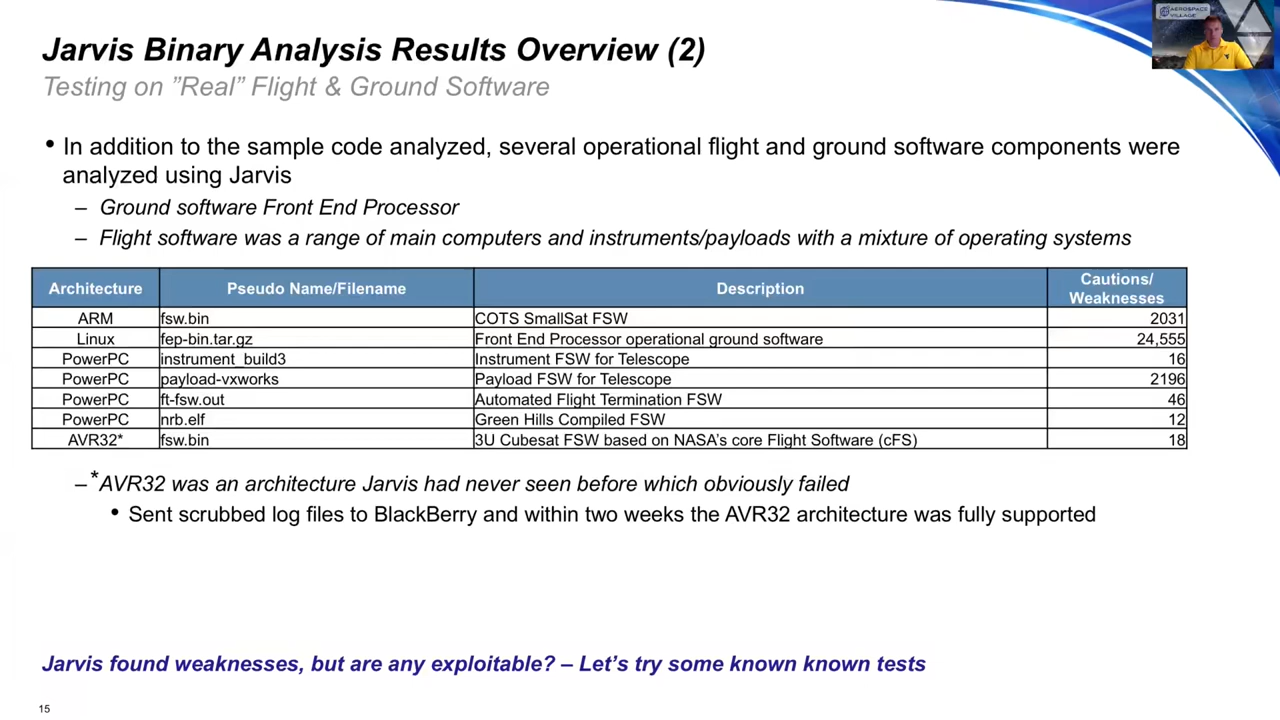 AEROSPACE
VILLAGE
Jarvis Binary Analysis Results Overview (2)
Testing on ”Real” Flight & Ground Software
• In addition to the sample code analyzed, several operational flight and ground software components were
analyzed using Jarvis
– Ground software Front End Processor
– Flight software was a range of main computers and instruments/payloads with a mixture of operating systems
Architecture Pseudo Name/Filename Description Cautions/
Weaknesses
ARM fsw.bin COTS SmallSat FSW 2031
Linux fep-bin.tar.gz Front End Processor operational ground software 24,555
PowerPC instrument_build3 Instrument FSW for Telescope 16
PowerPC payload-vxworks Payload FSW for Telescope 2196
PowerPC ft-fsw.out Automated Flight Termination FSW 46
PowerPC nrb.elf Green Hills Compiled FSW 12
AVR32* fsw.bin 3U Cubesat FSW based on NASA's core Flight Software (cFS) 18
–*AVR32 was an architecture Jarvis had never seen before which obviously failed
• Sent scrubbed log files to BlackBerry and within two weeks the AVR32 architecture was fully supported
Jarvis found weaknesses, but are any exploitable? – Let's try some known known tests
15